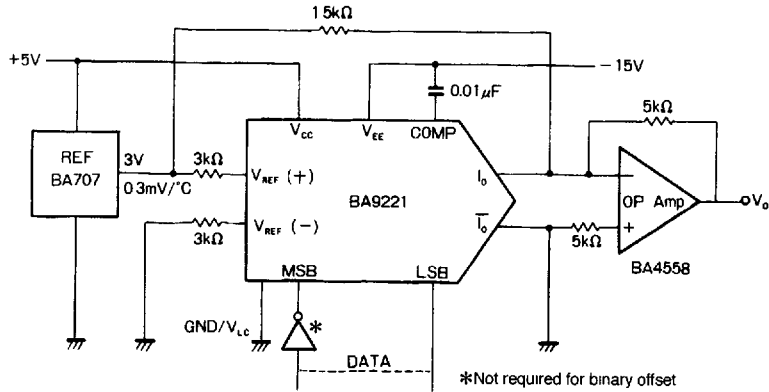 15kΩ
+5V
−15V
0.01μF
VCC
VEE
COMP
5kΩ
REF
BA707
3V
0.3mV/°C
3kΩ
VREF (+)
IO
BA9221
OP Amp
VO
VREF (−)
3kΩ
IO
5kΩ
BA4558
MSB
LSB
GND/VLC
*
DATA
*Not required for binary offset